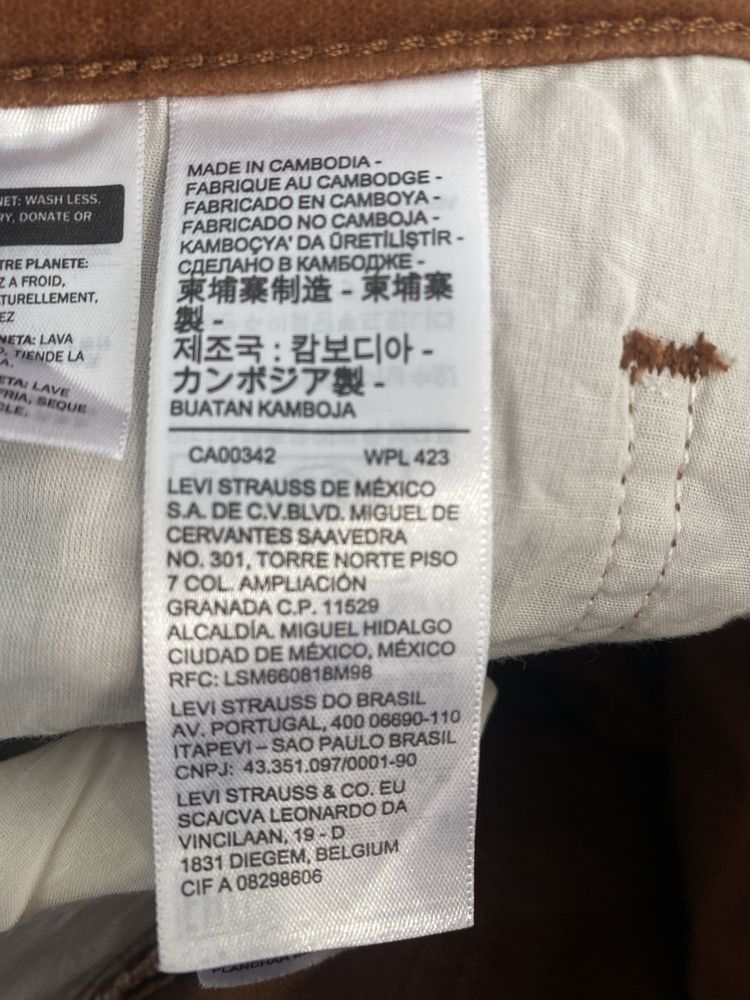 NET: WASH LESS.
RY, DONATE OR
TRE PLANETE:
Z A FROID,
TURELLEMENT,
EZ
NETA: LAVA
TIENDE LA
A.
ETA: LAVE
FRIA, SEQUE
MADE IN CAMBODIA -
FABRIQUE AU CAMBODGE -
FABRICADO EN CAMBOYA -
FABRICADO NO CAMBOJA -
KAMBOÇYA' DA ÜRETİLİŞTİR -
СДЕЛАНО В КАМБОДЖЕ -
柬埔寨制造 - 柬埔寨
製 -
제조국 : 캄보디아 -
カンボジア製 -
BUATAN KAMBOJA
CA00342 WPL 423
LEVI STRAUSS DE MÉXICO
S.A. DE C.V.BLVD. MIGUEL DE
CERVANTES SAAVEDRA
NO. 301, TORRE NORTE PISO
7 COL. AMPLIACIÓN
GRANADA C.P. 11529
ALCALDÍA. MIGUEL HIDALGO
CIUDAD DE MÉXICO, MÉXICO
RFC: LSM660818M98
LEVI STRAUSS DO BRASIL
AV. PORTUGAL, 400 06690-110
ITAPEVI – SAO PAULO BRASIL
CNPJ: 43.351.097/0001-90
LEVI STRAUSS & CO. EU
SCA/CVA LEONARDO DA
VINCILAAN, 19 - D
1831 DIEGEM, BELGIUM
CIF A 08298606
PLANCHAR